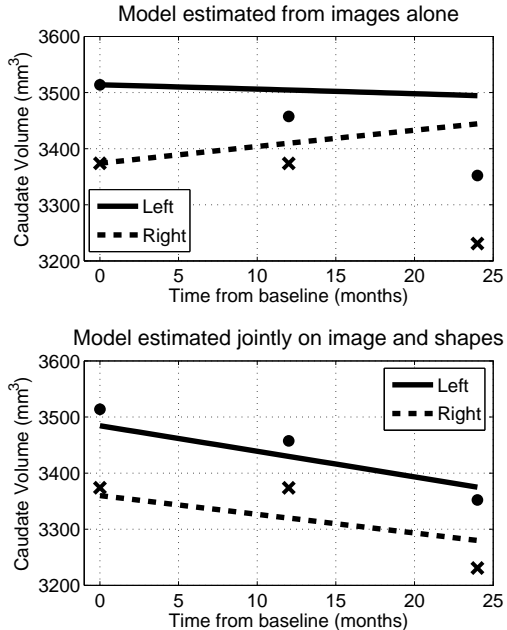 Model estimated from images alone
3600
3500
3400
3300
3200
Caudate Volume (mm³)
Left
Right
0 5 10 15 20 25
Time from baseline (months)
Model estimated jointly on image and shapes
3600
3500
3400
3300
3200
Caudate Volume (mm³)
Left
Right
0 5 10 15 20 25
Time from baseline (months)